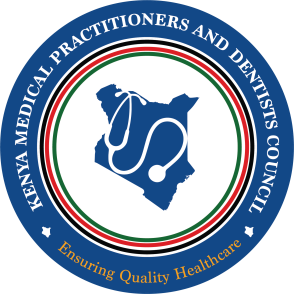 KENYA MEDICAL PRACTITIONERS AND DENTISTS COUNCIL
Ensuring Quality Healthcare